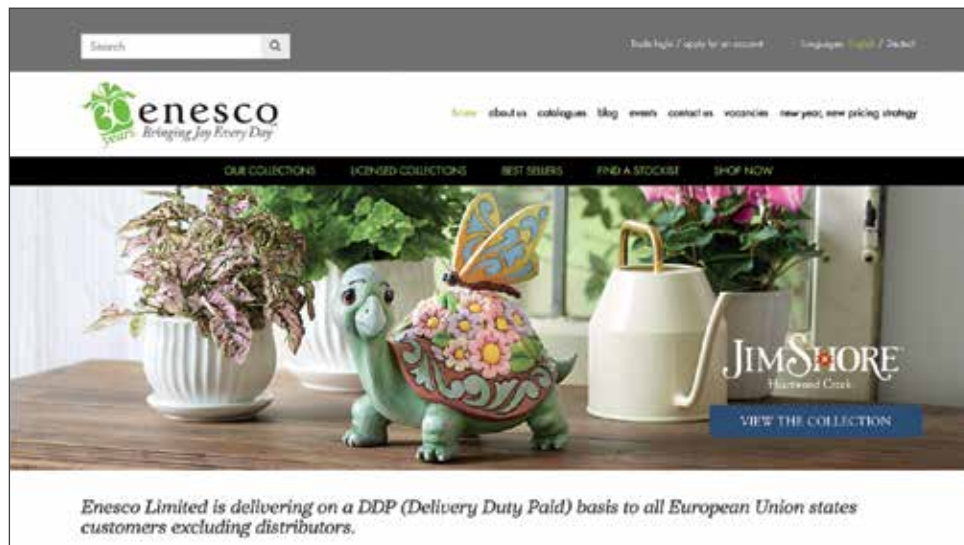 Search
Trade login / apply for an account
Languages: English / Deutsch
30 years
enesco
Bringing Joy Every Day
home about us catalogues blog events contact us vacancies new year, new pricing strategy
OUR COLLECTIONS LICENSED COLLECTIONS BEST SELLERS FIND A STOCKIST SHOP NOW
JIM SHORE
Heartwood Creek
VIEW THE COLLECTION
Enesco Limited is delivering on a DDP (Delivery Duty Paid) basis to all European Union states
customers excluding distributors.